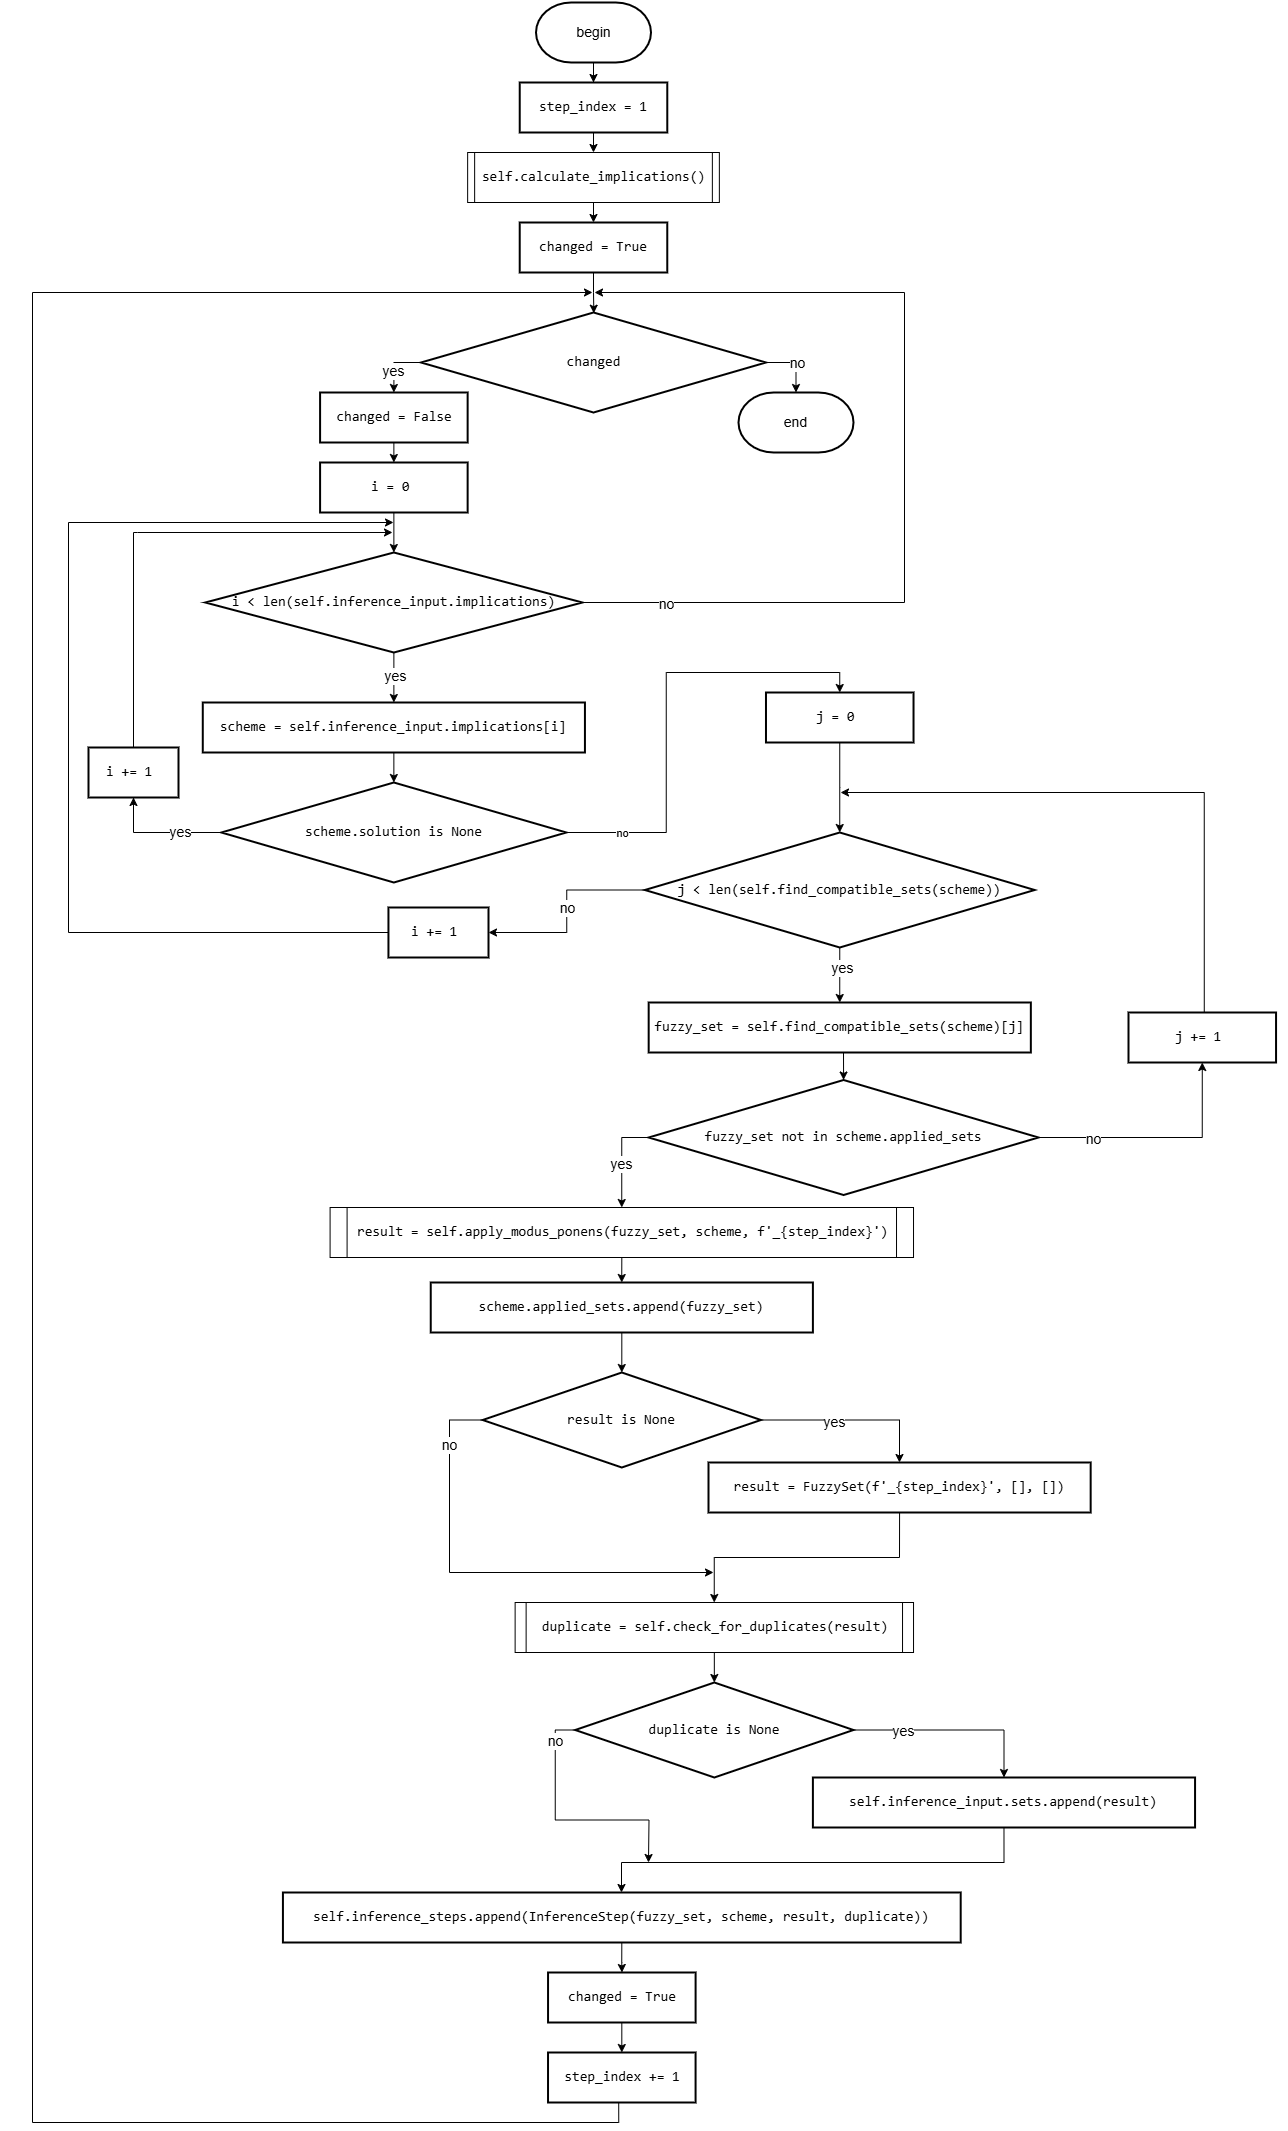 begin
step_index = 1
self.calculate_implications()
changed = True
changed
yes
no
changed = False
end
i = 0
i < len(self.inference_input.implications)
no
yes
scheme = self.inference_input.implications[i]
j = 0
i += 1
scheme.solution is None
yes
no
j < len(self.find_compatible_sets(scheme))
no
i += 1
yes
fuzzy_set = self.find_compatible_sets(scheme)[j]
j += 1
fuzzy_set not in scheme.applied_sets
no
yes
result = self.apply_modus_ponens(fuzzy_set, scheme, f'_{step_index}')
scheme.applied_sets.append(fuzzy_set)
result is None
yes
no
result = FuzzySet(f'_{step_index}', [], [])
duplicate = self.check_for_duplicates(result)
duplicate is None
yes
no
self.inference_input.sets.append(result)
self.inference_steps.append(InferenceStep(fuzzy_set, scheme, result, duplicate))
changed = True
step_index += 1